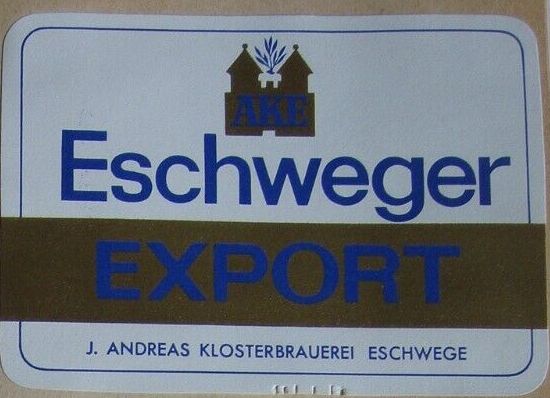 AKE
Eschweger
EXPORT
J. ANDREAS KLOSTERBRAUEREI ESCHWEGE